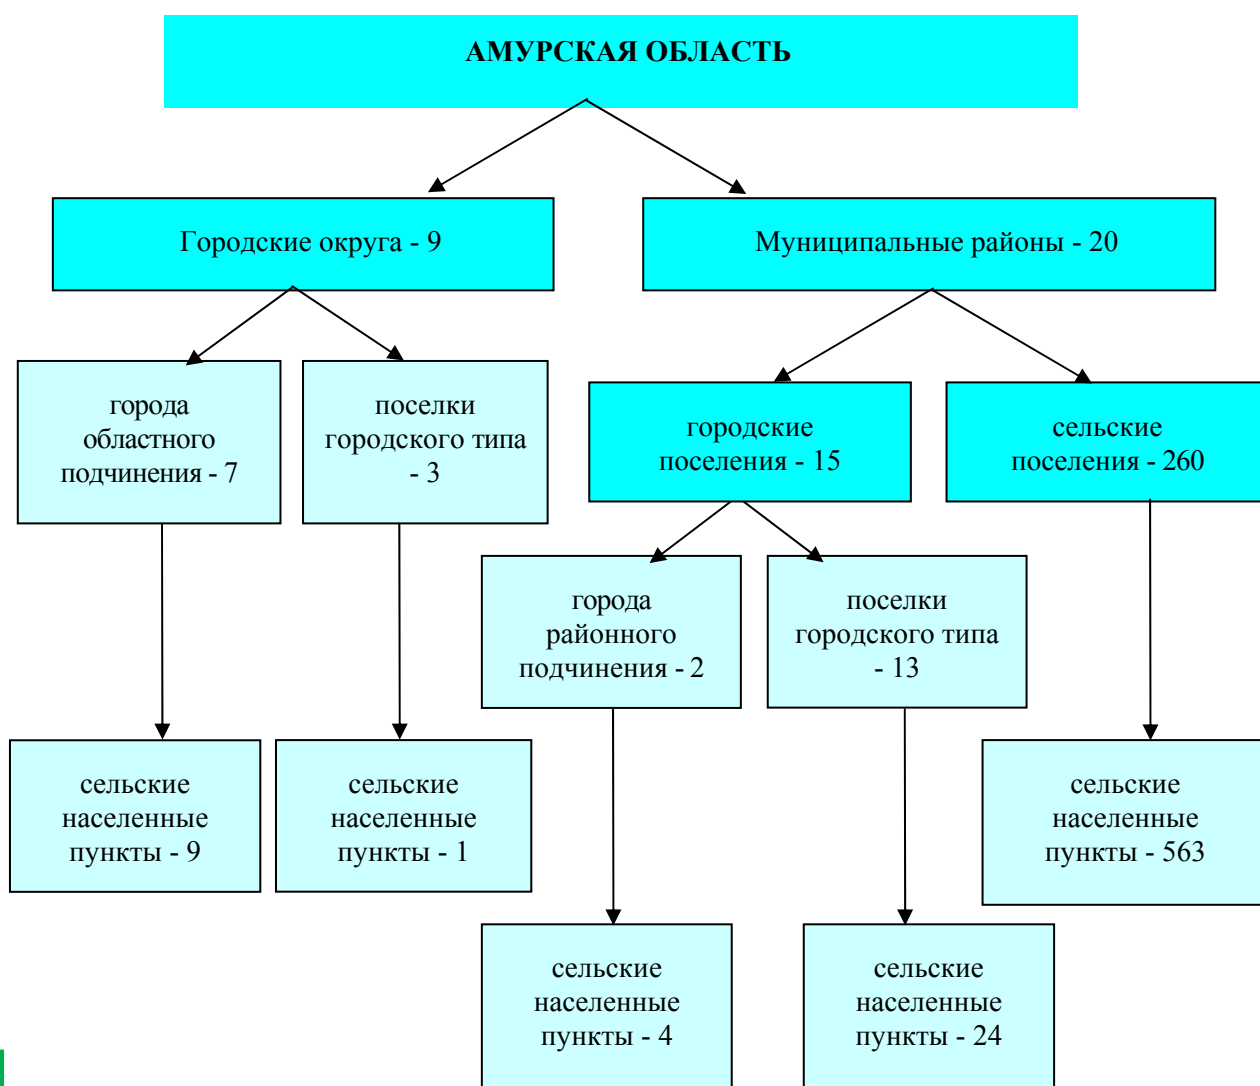 АМУРСКАЯ ОБЛАСТЬ
Городские округа - 9
Муниципальные районы - 20
города
областного
подчинения - 7
поселки
городского типа
- 3
городские
поселения - 15
сельские
поселения - 260
города
районного
подчинения - 2
поселки
городского типа
- 13
сельские
населенные
пункты - 9
сельские
населенные
пункты - 1
сельские
населенные
пункты - 563
сельские
населенные
пункты - 4
сельские
населенные
пункты - 24